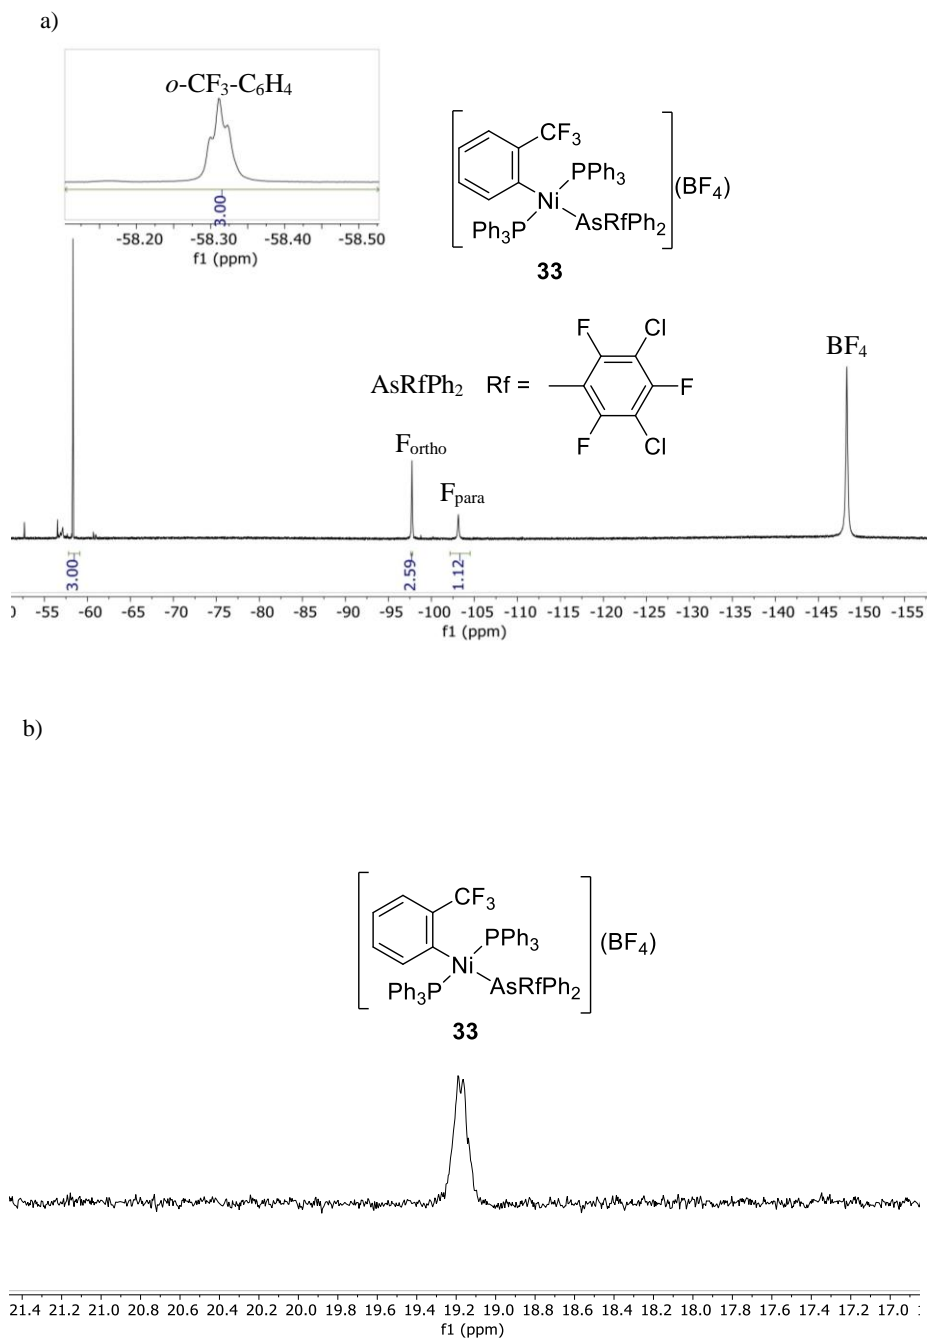 a)
o-CF3-C6H4
3.00
-58.20 -58.30 -58.40 -58.50
f1 (ppm)
CF3
PPh3
Ni
Ph3P
AsRfPh2
(BF4)
33
AsRfPh2 Rf =
F
Cl
F
F
Cl
BF4
Fortho
Fpara
3.00
2.59
1.12
0 -55 -60 -65 -70 -75 -80 -85 -90 -95 -100 -105 -110 -115 -120 -125 -130 -135 -140 -145 -150 -155
f1 (ppm)
b)
CF3
PPh3
Ni
Ph3P
AsRfPh2
(BF4)
33
21.4 21.2 21.0 20.8 20.6 20.4 20.2 20.0 19.8 19.6 19.4 19.2 19.0 18.8 18.6 18.4 18.2 18.0 17.8 17.6 17.4 17.2 17.0
f1 (ppm)